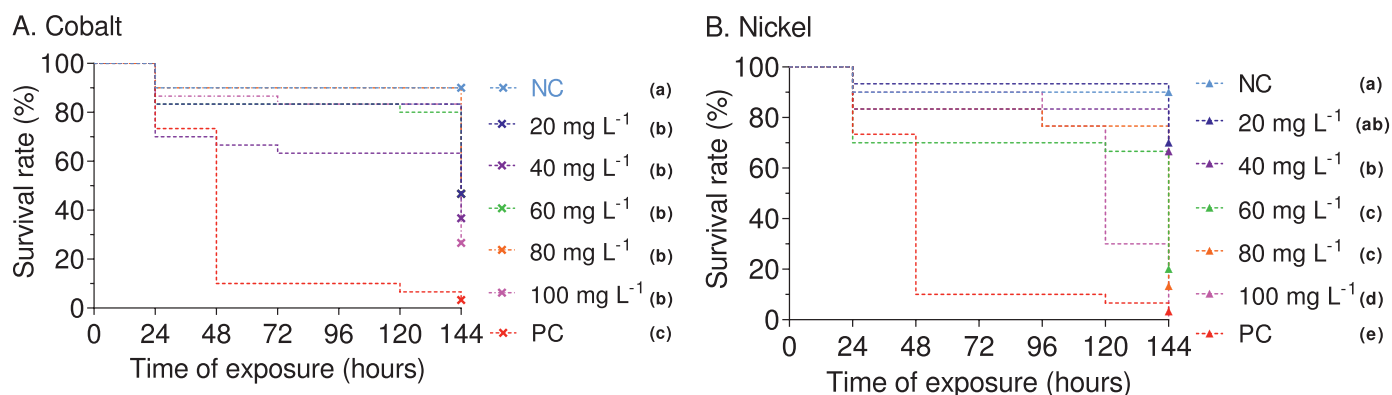 A. Cobalt
Survival rate (%)
100
80
60
40
20
0
0 24 48 72 96 120 144
Time of exposure (hours)
NC (a)
20 mg L⁻¹ (b)
40 mg L⁻¹ (b)
60 mg L⁻¹ (b)
80 mg L⁻¹ (b)
100 mg L⁻¹ (b)
PC (c)
B. Nickel
Survival rate (%)
100
80
60
40
20
0
0 24 48 72 96 120 144
Time of exposure (hours)
NC (a)
20 mg L⁻¹ (ab)
40 mg L⁻¹ (b)
60 mg L⁻¹ (c)
80 mg L⁻¹ (c)
100 mg L⁻¹ (d)
PC (e)